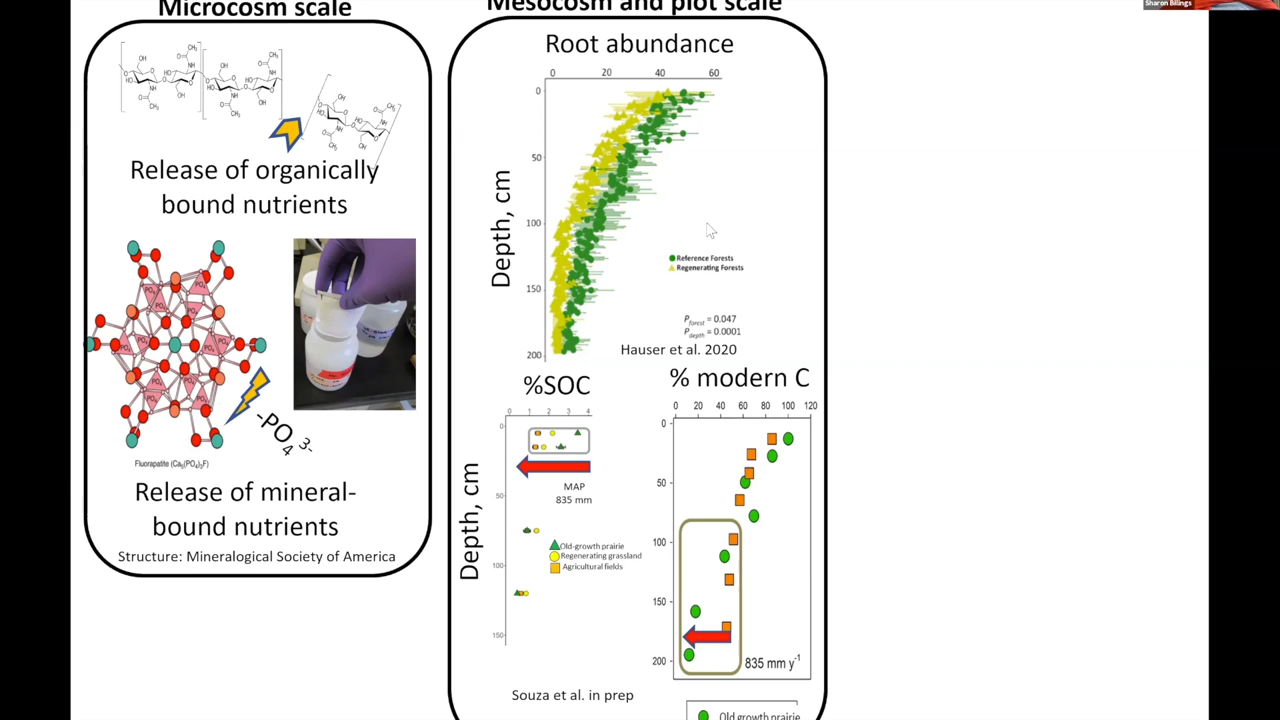 Sharon Billings
Microcosm scale
Release of organically
bound nutrients
-PO₄³⁻
Fluorapatite (Ca₅(PO₄)₃F)
Release of mineral-
bound nutrients
Structure: Mineralogical Society of America
Mesocosm and plot scale
Root abundance
0 20 40 60
Depth, cm
0
50
100
150
200
Reference Forests
Regenerating Forests
P forest = 0.047
P depth = 0.0001
Hauser et al. 2020
%SOC
0 1 2 3 4
Depth, cm
0
50
100
150
MAP
835 mm
Old-growth prairie
Regenerating grassland
Agricultural fields
Souza et al. in prep
% modern C
0 20 40 60 80 100 120
0
50
100
150
200
835 mm y⁻¹
Old growth prairie